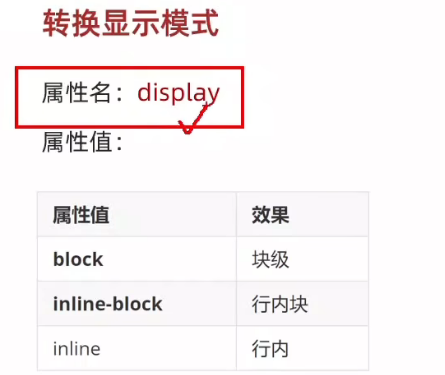 转换显示模式
属性名：display
属性值：
属性值 效果
block 块级
inline-block 行内块
inline 行内